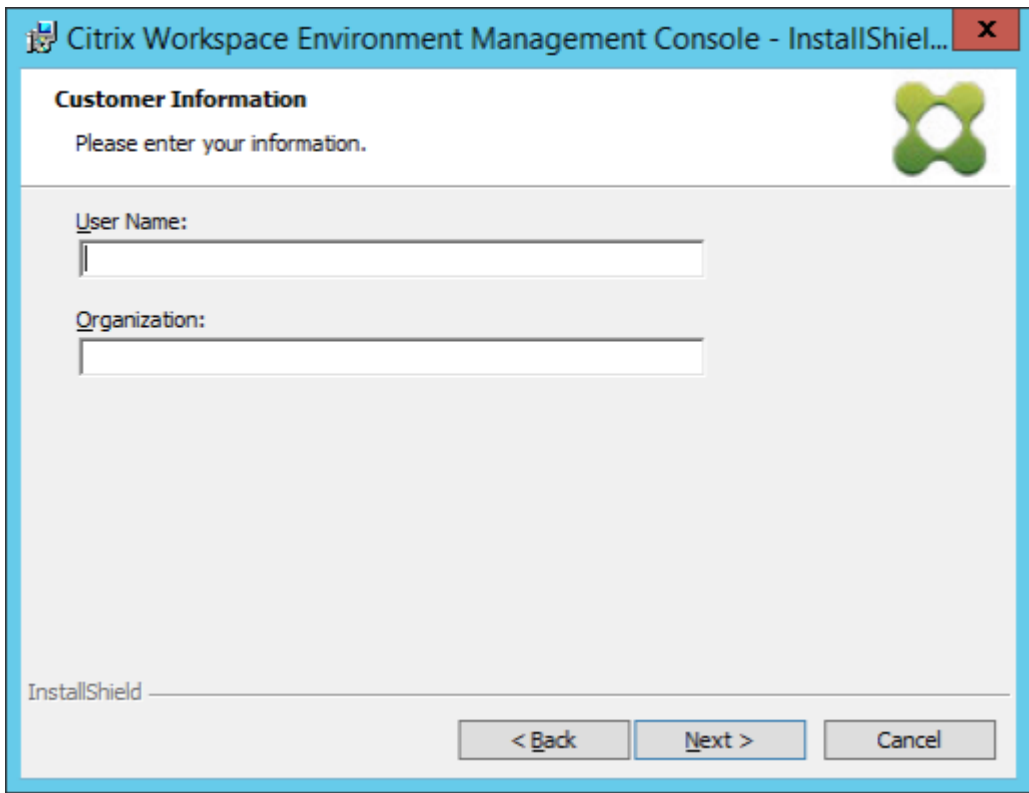 Citrix Workspace Environment Management Console - InstallShiel...
x
Customer Information
Please enter your information.
User Name:
Organization:
InstallShield
< Back
Next >
Cancel